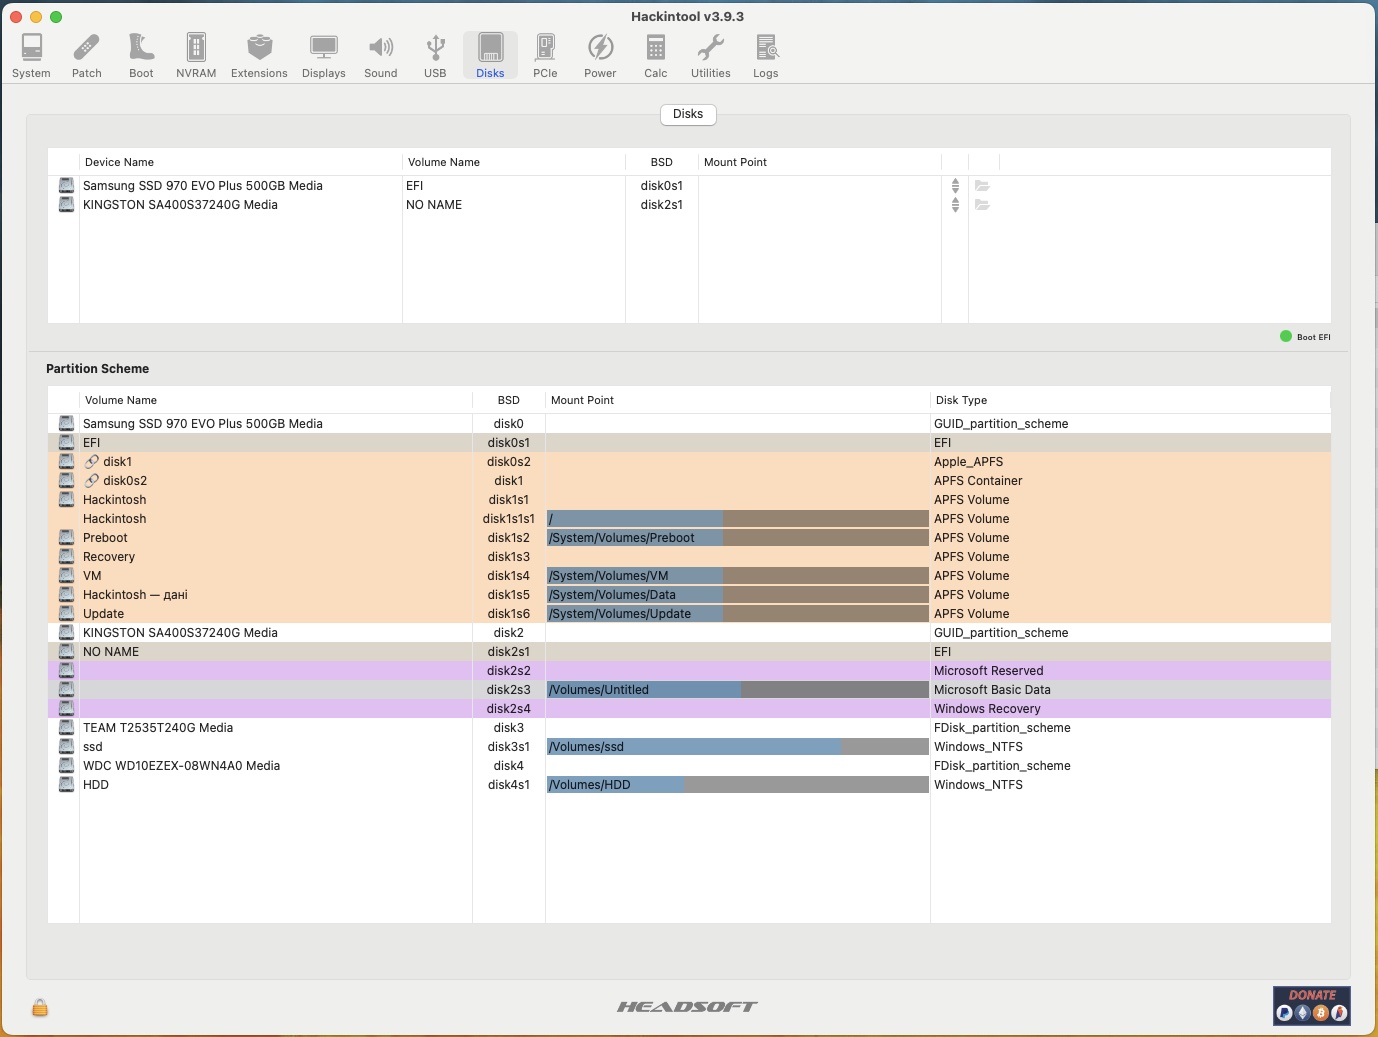 Hackintool v3.9.3
System Patch Boot NVRAM Extensions Displays Sound USB Disks PCIe Power Calc Utilities Logs
Disks
Device Name Volume Name BSD Mount Point
Samsung SSD 970 EVO Plus 500GB Media EFI disk0s1
KINGSTON SA400S37240G Media NO NAME disk2s1
Boot EFI
Partition Scheme
Volume Name BSD Mount Point Disk Type
Samsung SSD 970 EVO Plus 500GB Media disk0 GUID_partition_scheme
EFI disk0s1 EFI
disk1 disk0s2 Apple_APFS
disk0s2 disk1 APFS Container
Hackintosh disk1s1 APFS Volume
Hackintosh disk1s1s1 / APFS Volume
Preboot disk1s2 /System/Volumes/Preboot APFS Volume
Recovery disk1s3 APFS Volume
VM disk1s4 /System/Volumes/VM APFS Volume
Hackintosh — дані disk1s5 /System/Volumes/Data APFS Volume
Update disk1s6 /System/Volumes/Update APFS Volume
KINGSTON SA400S37240G Media disk2 GUID_partition_scheme
NO NAME disk2s1 EFI
disk2s2 Microsoft Reserved
disk2s3 /Volumes/Untitled Microsoft Basic Data
disk2s4 Windows Recovery
TEAM T2535T240G Media disk3 FDisk_partition_scheme
ssd disk3s1 /Volumes/ssd Windows_NTFS
WDC WD10EZEX-08WN4A0 Media disk4 FDisk_partition_scheme
HDD disk4s1 /Volumes/HDD Windows_NTFS
HEADSOFT
DONATE